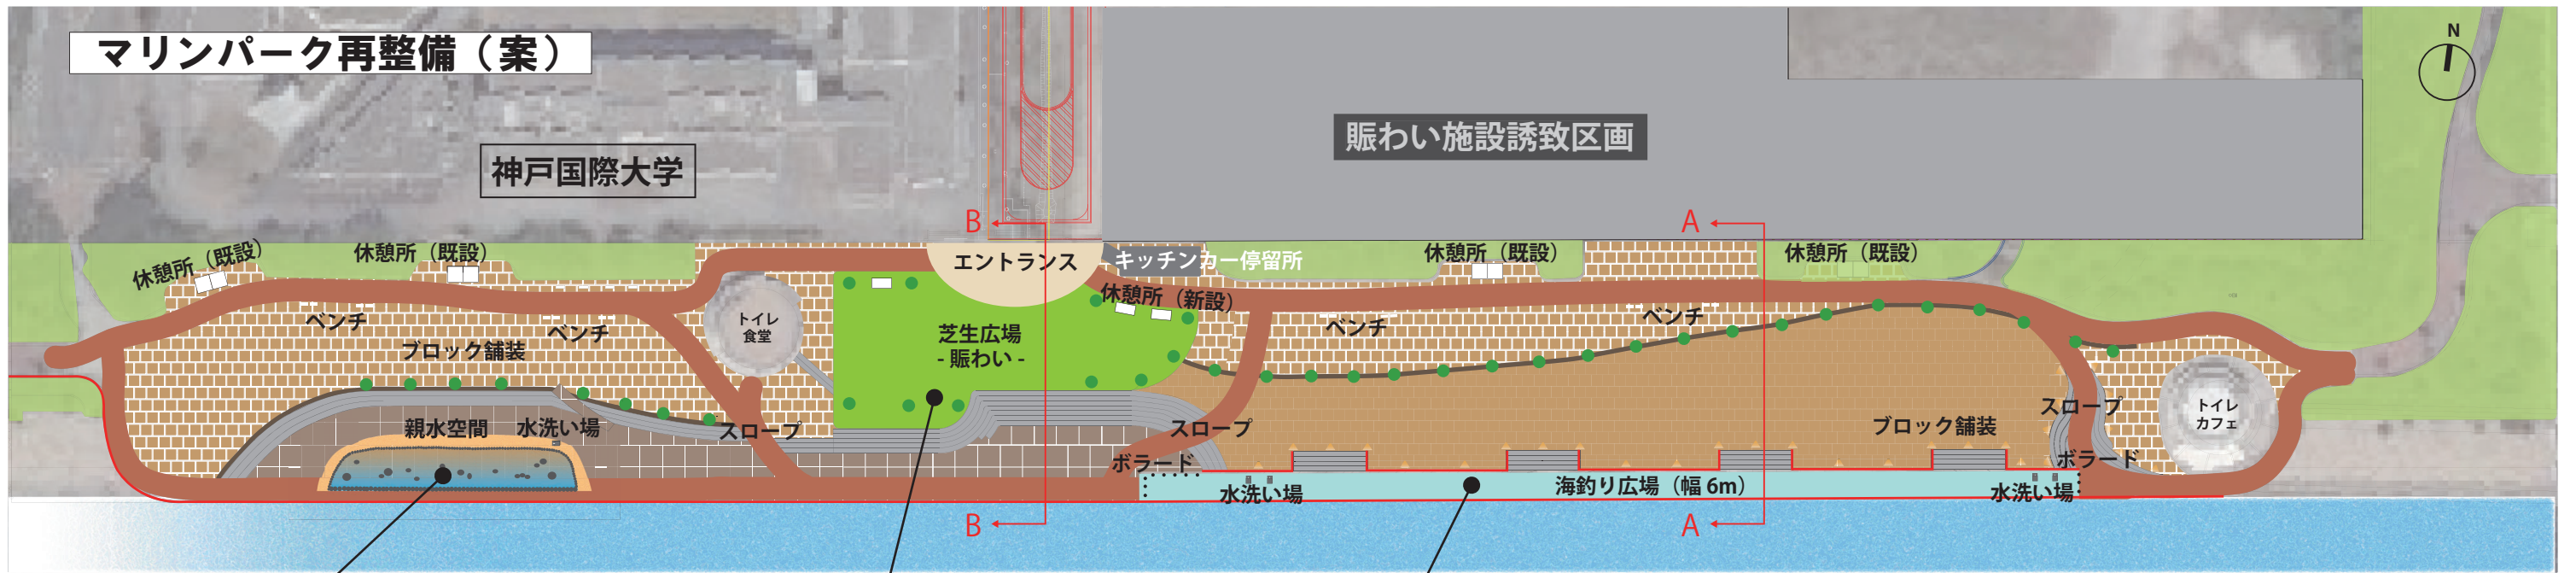 マリンパーク再整備（案）
N
賑わい施設誘致区画
神戸国際大学
B
A
休憩所（既設）
休憩所（既設）
エントランス
キッチンカー停留所
休憩所（既設）
休憩所（既設）
休憩所（新設）
ベンチ
ベンチ
トイレ
食堂
芝生広場
- 賑わい -
ベンチ
ベンチ
ブロック舗装
親水空間
水洗い場
スロープ
スロープ
ブロック舗装
スロープ
トイレ
カフェ
ボラード
ボラード
水洗い場
海釣り広場（幅 6m）
水洗い場
B
A